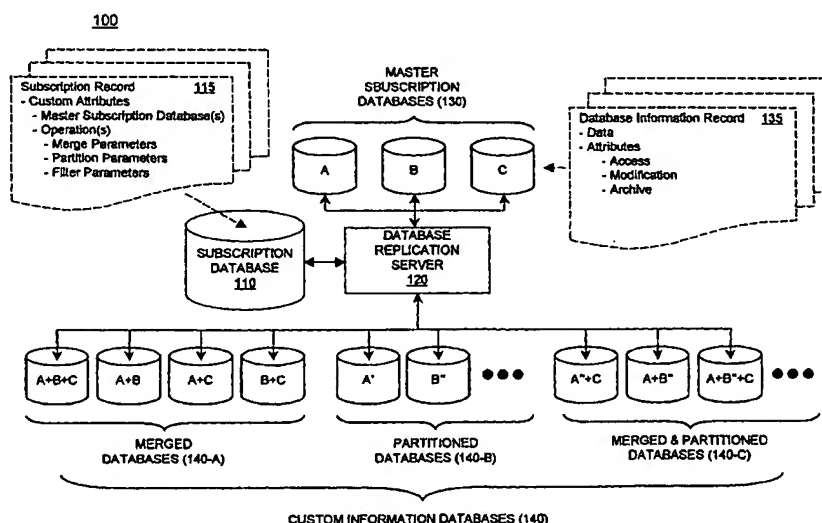 100
Subscription Record 115
- Custom Attributes
- Master Subscription Database(s)
- Operation(s)
- Merge Parameters
- Partition Parameters
- Filter Parameters
MASTER
SBUSCRIPTION
DATABASES (130)
A
B
C
Database Information Record 135
- Data
- Attributes
- Access
- Modification
- Archive
SUBSCRIPTION
DATABASE
110
DATABASE
REPLICATION
SERVER
120
A+B+C
A+B
A+C
B+C
A'
B"
A"+C
A+B"
A+B"+C
MERGED
DATABASES (140-A)
PARTITIONED
DATABASES (140-B)
MERGED & PARTITIONED
DATABASES (140-C)
CUSTOM INFORMATION DATABASES (140)